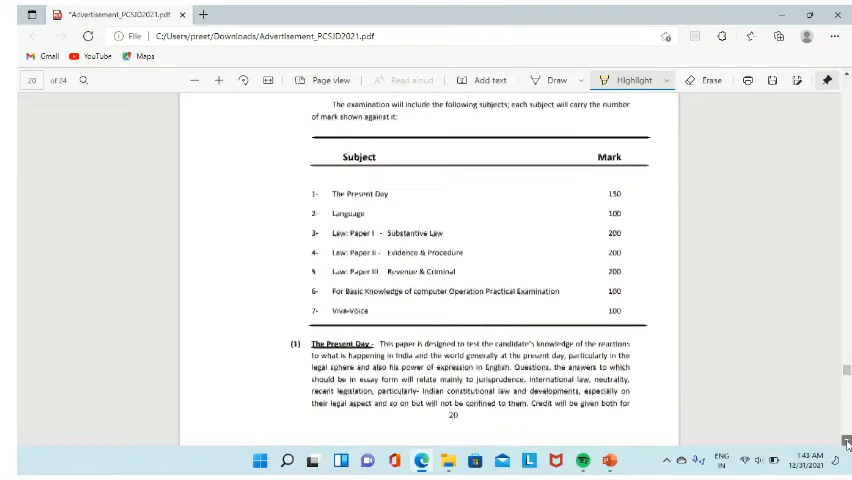 *Advertisement_PCSJD2021.pdf
File C:/Users/preet/Downloads/Advertisement_PCSJD2021.pdf
Gmail YouTube Maps
20 of 24 Page view Read aloud Add text Draw Highlight Erase
The examination will include the following subjects; each subject will carry the number
of mark shown against it:
Subject Mark
1- The Present Day 150
2- Language 100
3- Law: Paper I - Substantive Law 200
4- Law: Paper II - Evidence & Procedure 200
5 Law: Paper III Revenue & Criminal 200
6- For Basic Knowledge of computer Operation Practical Examination 100
7- Viva-Voice 100
(1) The Present Day - This paper is designed to test the candidate's knowledge of the reactions
to what is happening in India and the world generally at the present day, particularly in the
legal sphere and also his power of expression in English. Questions, the answers to which
should be in essay form will relate mainly to jurisprudence, international law, neutrality,
recent legislation, particularly- Indian constitutional law and developments, especially on
their legal aspect and so on but will not be confined to them. Credit will be given both for
20
ENG
IN
1:43 AM
12/31/2021